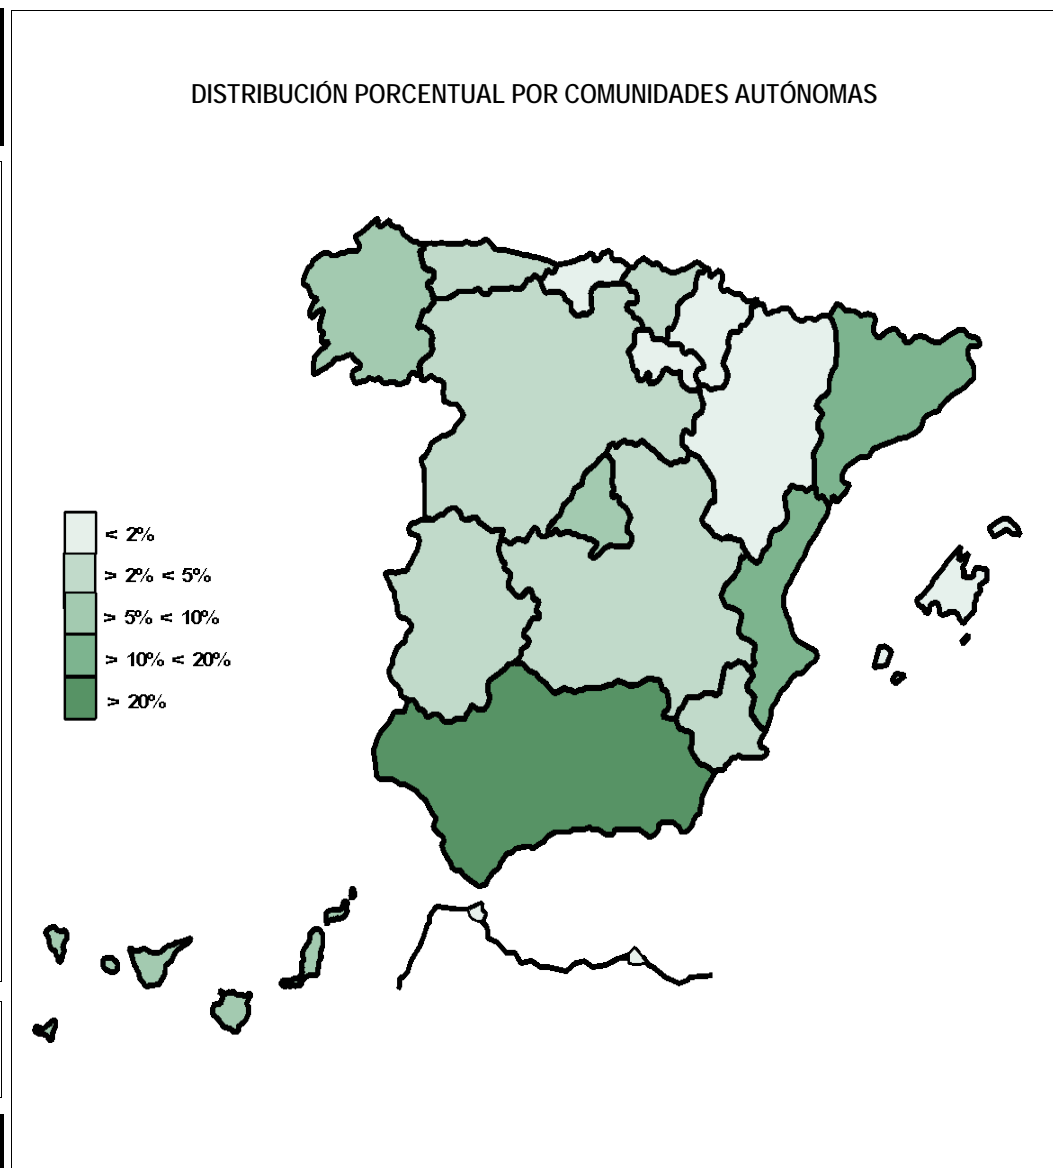 DISTRIBUCIÓN PORCENTUAL POR COMUNIDADES AUTÓNOMAS
< 2%
> 2% < 5%
> 5% < 10%
> 10% < 20%
> 20%